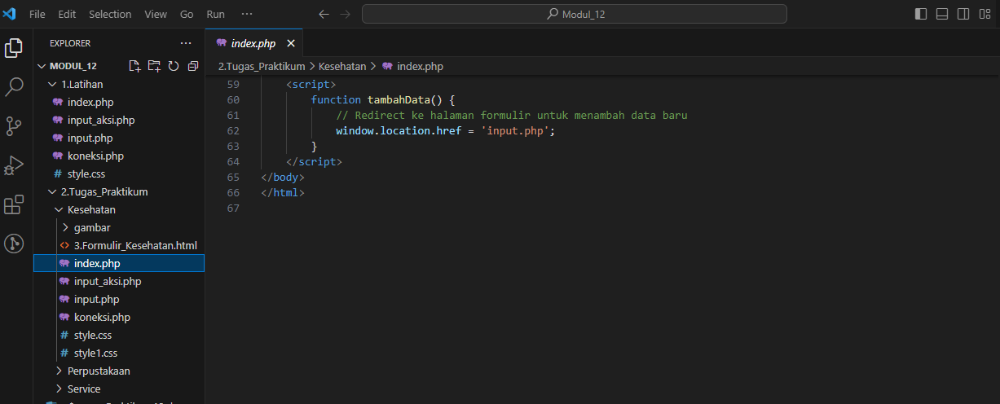 File Edit Selection View Go Run ··· Modul_12
EXPLORER ···
MODUL_12
1.Latihan
index.php
input_aksi.php
input.php
koneksi.php
# style.css
2.Tugas_Praktikum
Kesehatan
gambar
<> 3.Formulir_Kesehatan.html
index.php
input_aksi.php
input.php
koneksi.php
# style.css
# style1.css
Perpustakaan
Service
index.php ×
2.Tugas_Praktikum > Kesehatan > index.php
59 <script>
60 function tambahData() {
61 // Redirect ke halaman formulir untuk menambah data baru
62 window.location.href = 'input.php';
63 }
64 </script>
65 </body>
66 </html>
67